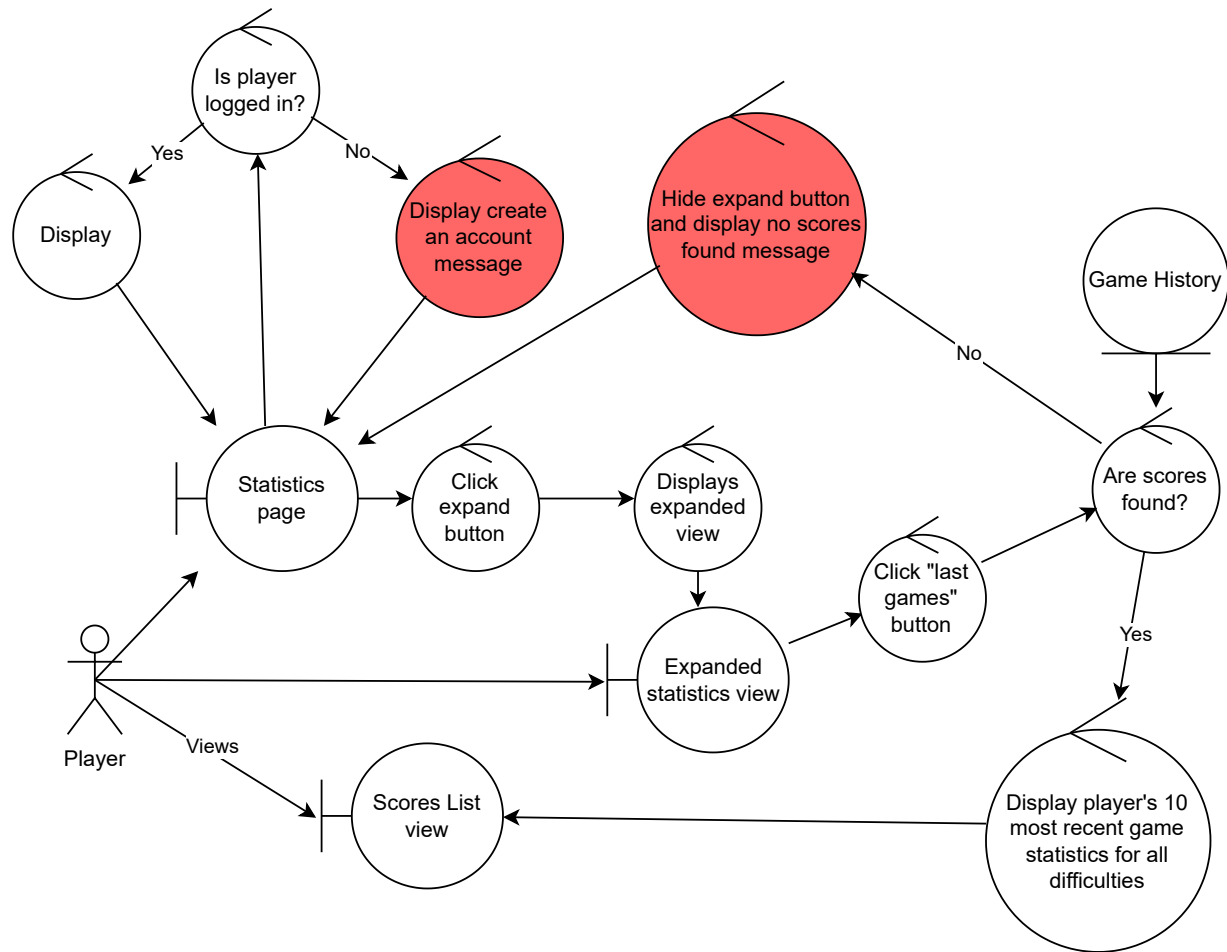 Is player
logged in?
Yes
No
Display
Display create
an account
message
Hide expand button
and display no scores
found message
Game History
No
Statistics
page
Click
expand
button
Displays
expanded
view
Are scores
found?
Click "last
games"
button
Yes
Expanded
statistics view
Player
Views
Scores List
view
Display player's 10
most recent game
statistics for all
difficulties